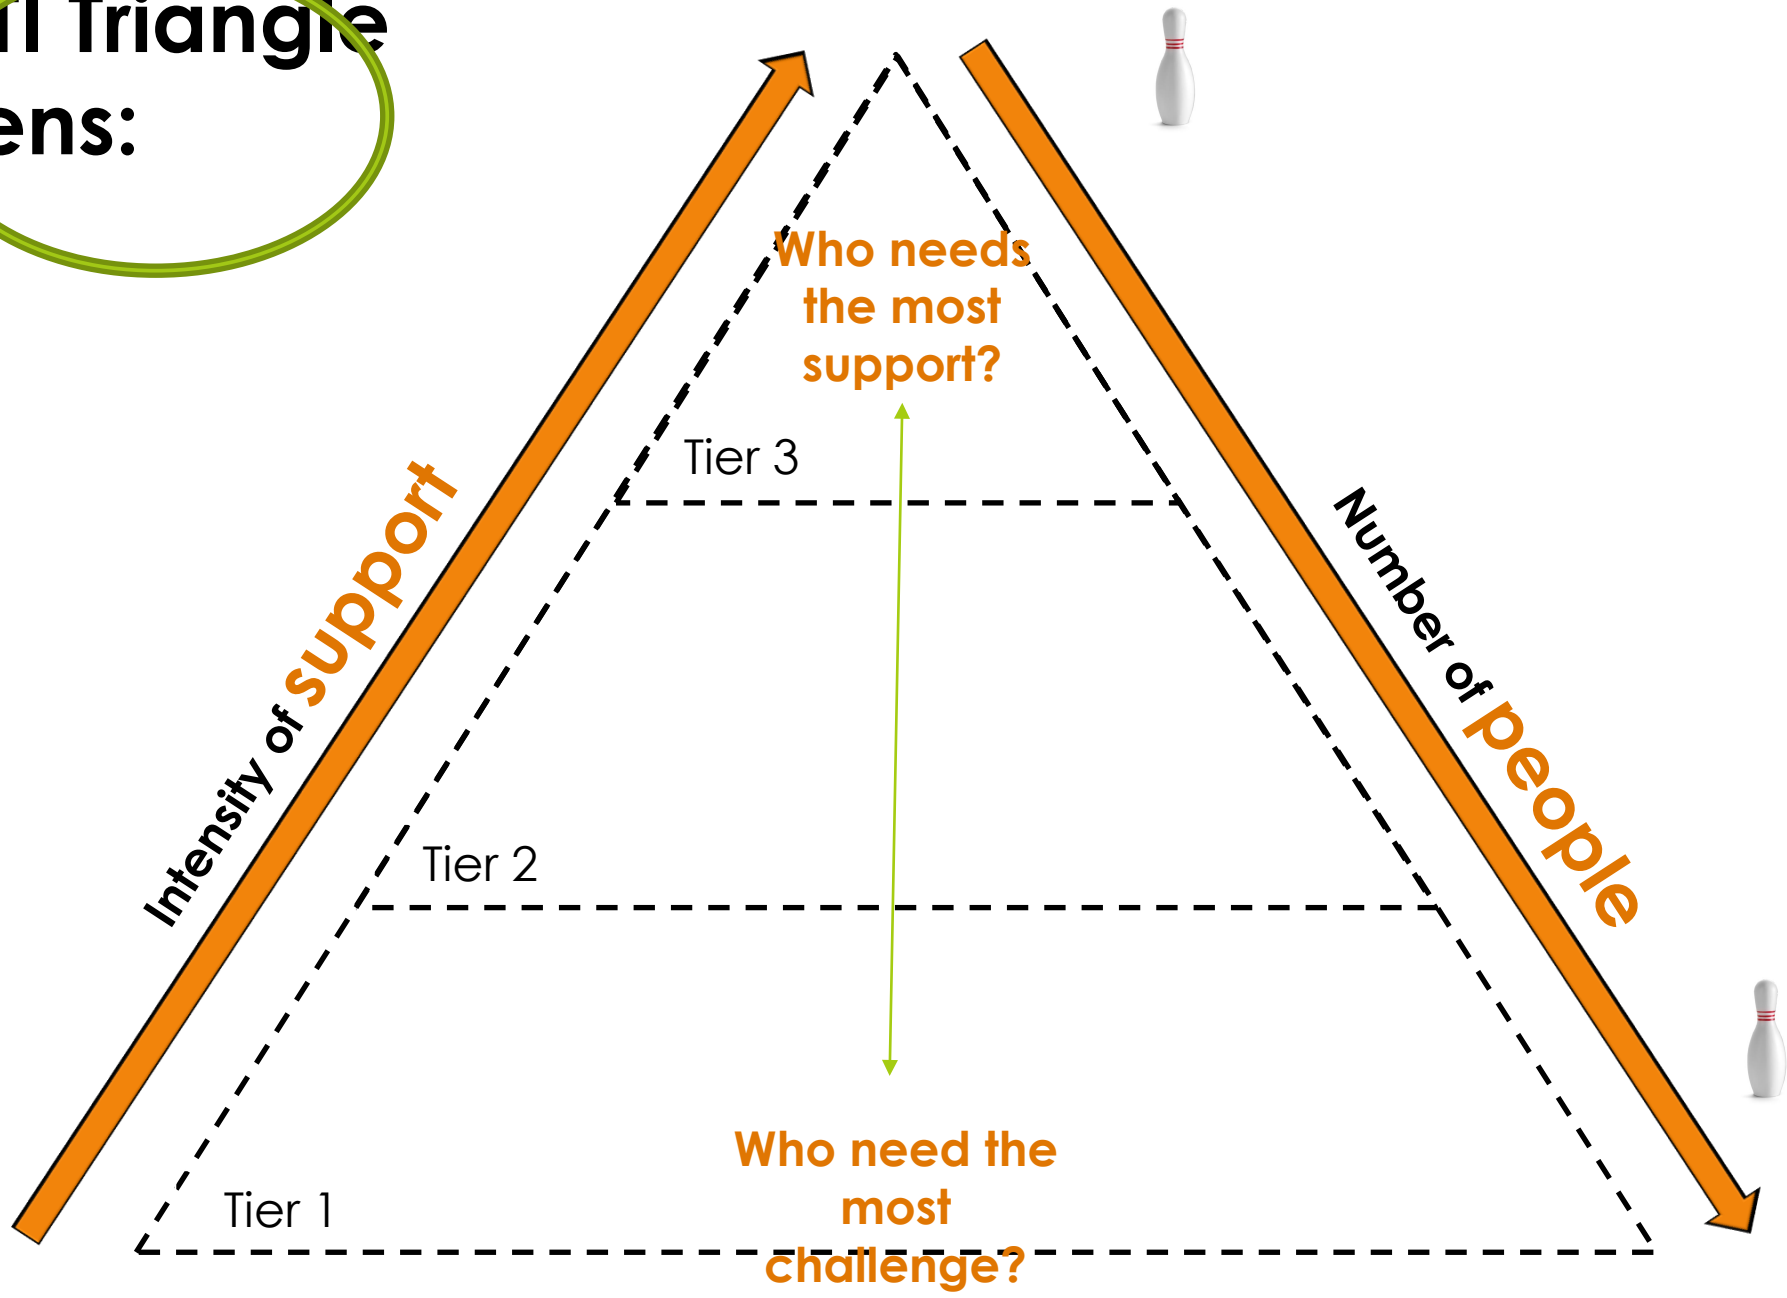 Triangle
ens:
Who needs
the most
support?
Tier 3
Intensity of support
Number of people
Tier 2
Who need the
most
challenge?
Tier 1